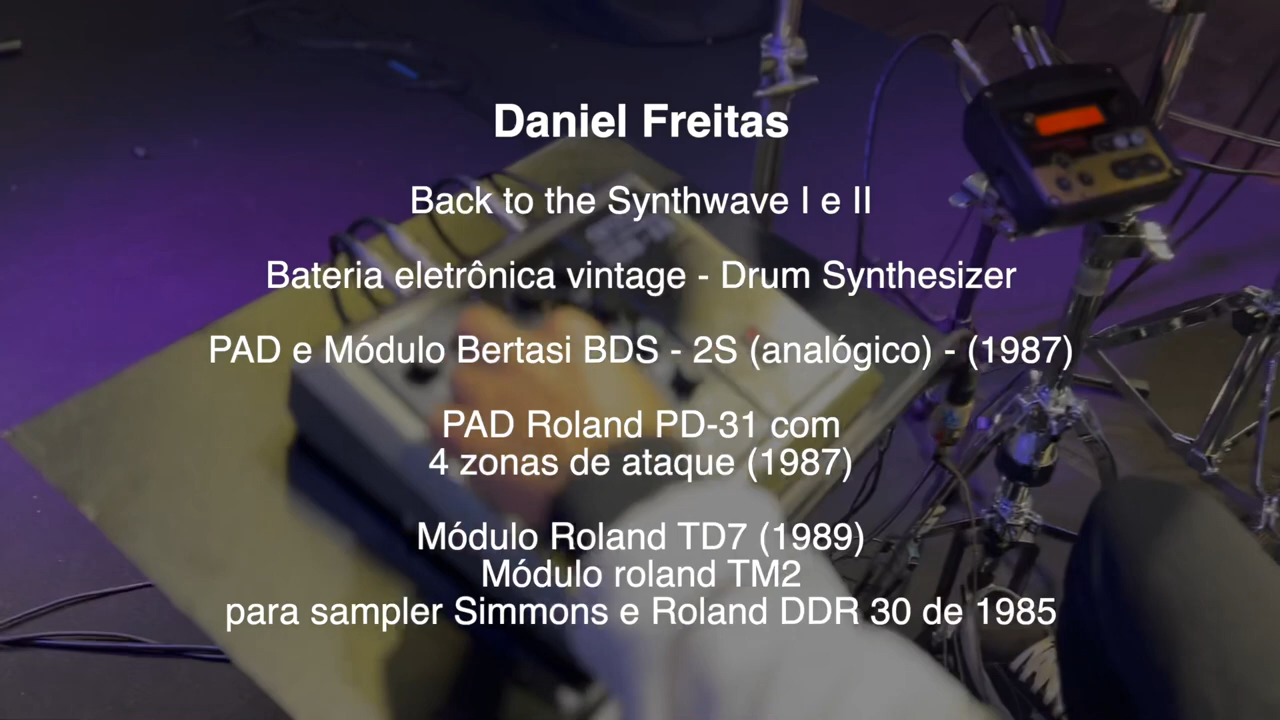 Daniel Freitas
Back to the Synthwave I e II
Bateria eletrônica vintage - Drum Synthesizer
PAD e Módulo Bertasi BDS - 2S (analógico) - (1987)
PAD Roland PD-31 com
4 zonas de ataque (1987)
Módulo Roland TD7 (1989)
Módulo roland TM2
para sampler Simmons e Roland DDR 30 de 1985